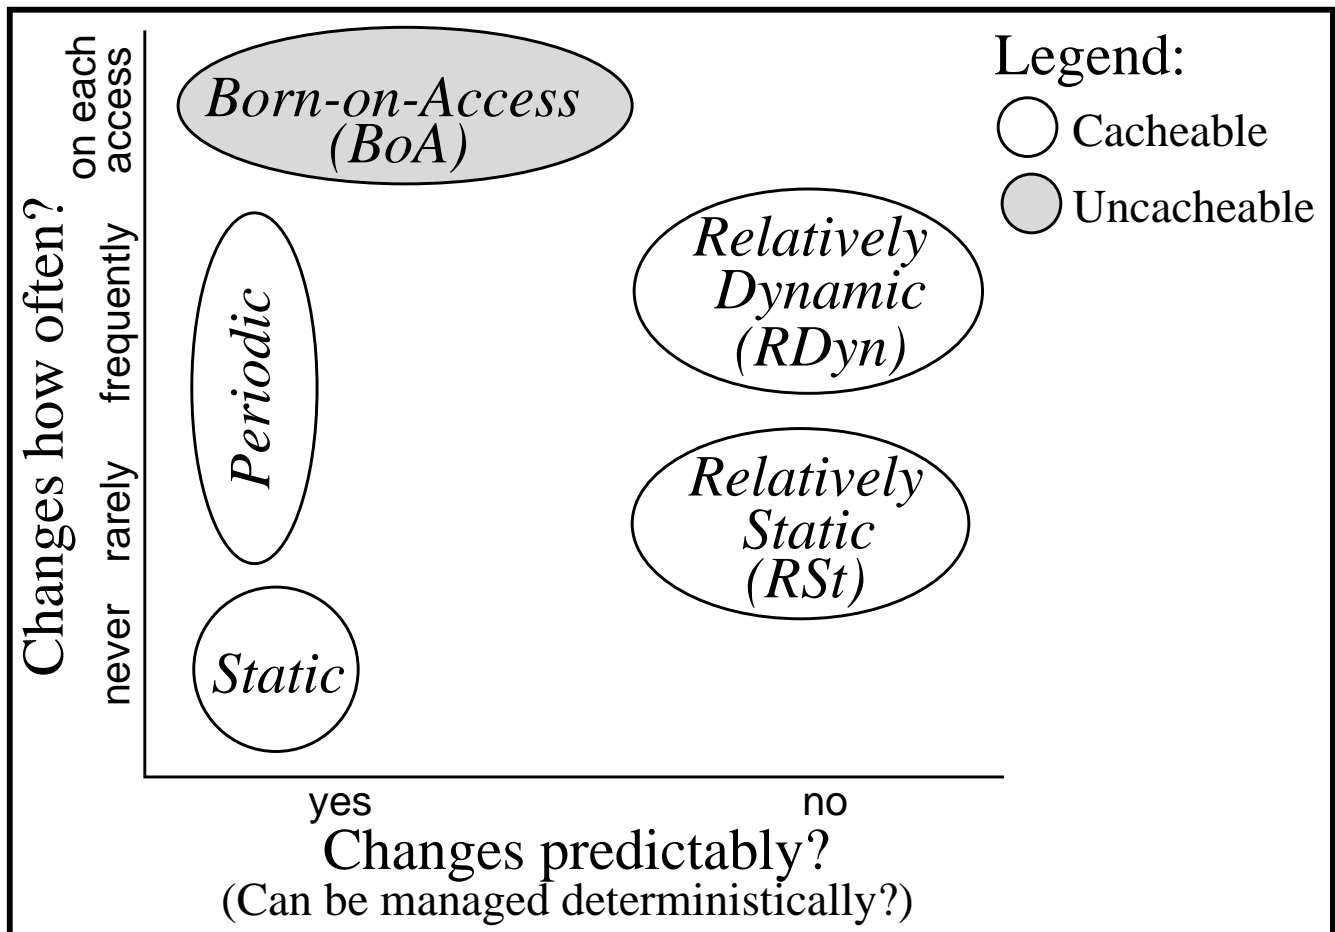 Changes how often?
on each
access
frequently
rarely
never
Born-on-Access
(BoA)
Periodic
Static
Relatively
Dynamic
(RDyn)
Relatively
Static
(RSt)
Legend:
Cacheable
Uncacheable
yes
no
Changes predictably?
(Can be managed deterministically?)